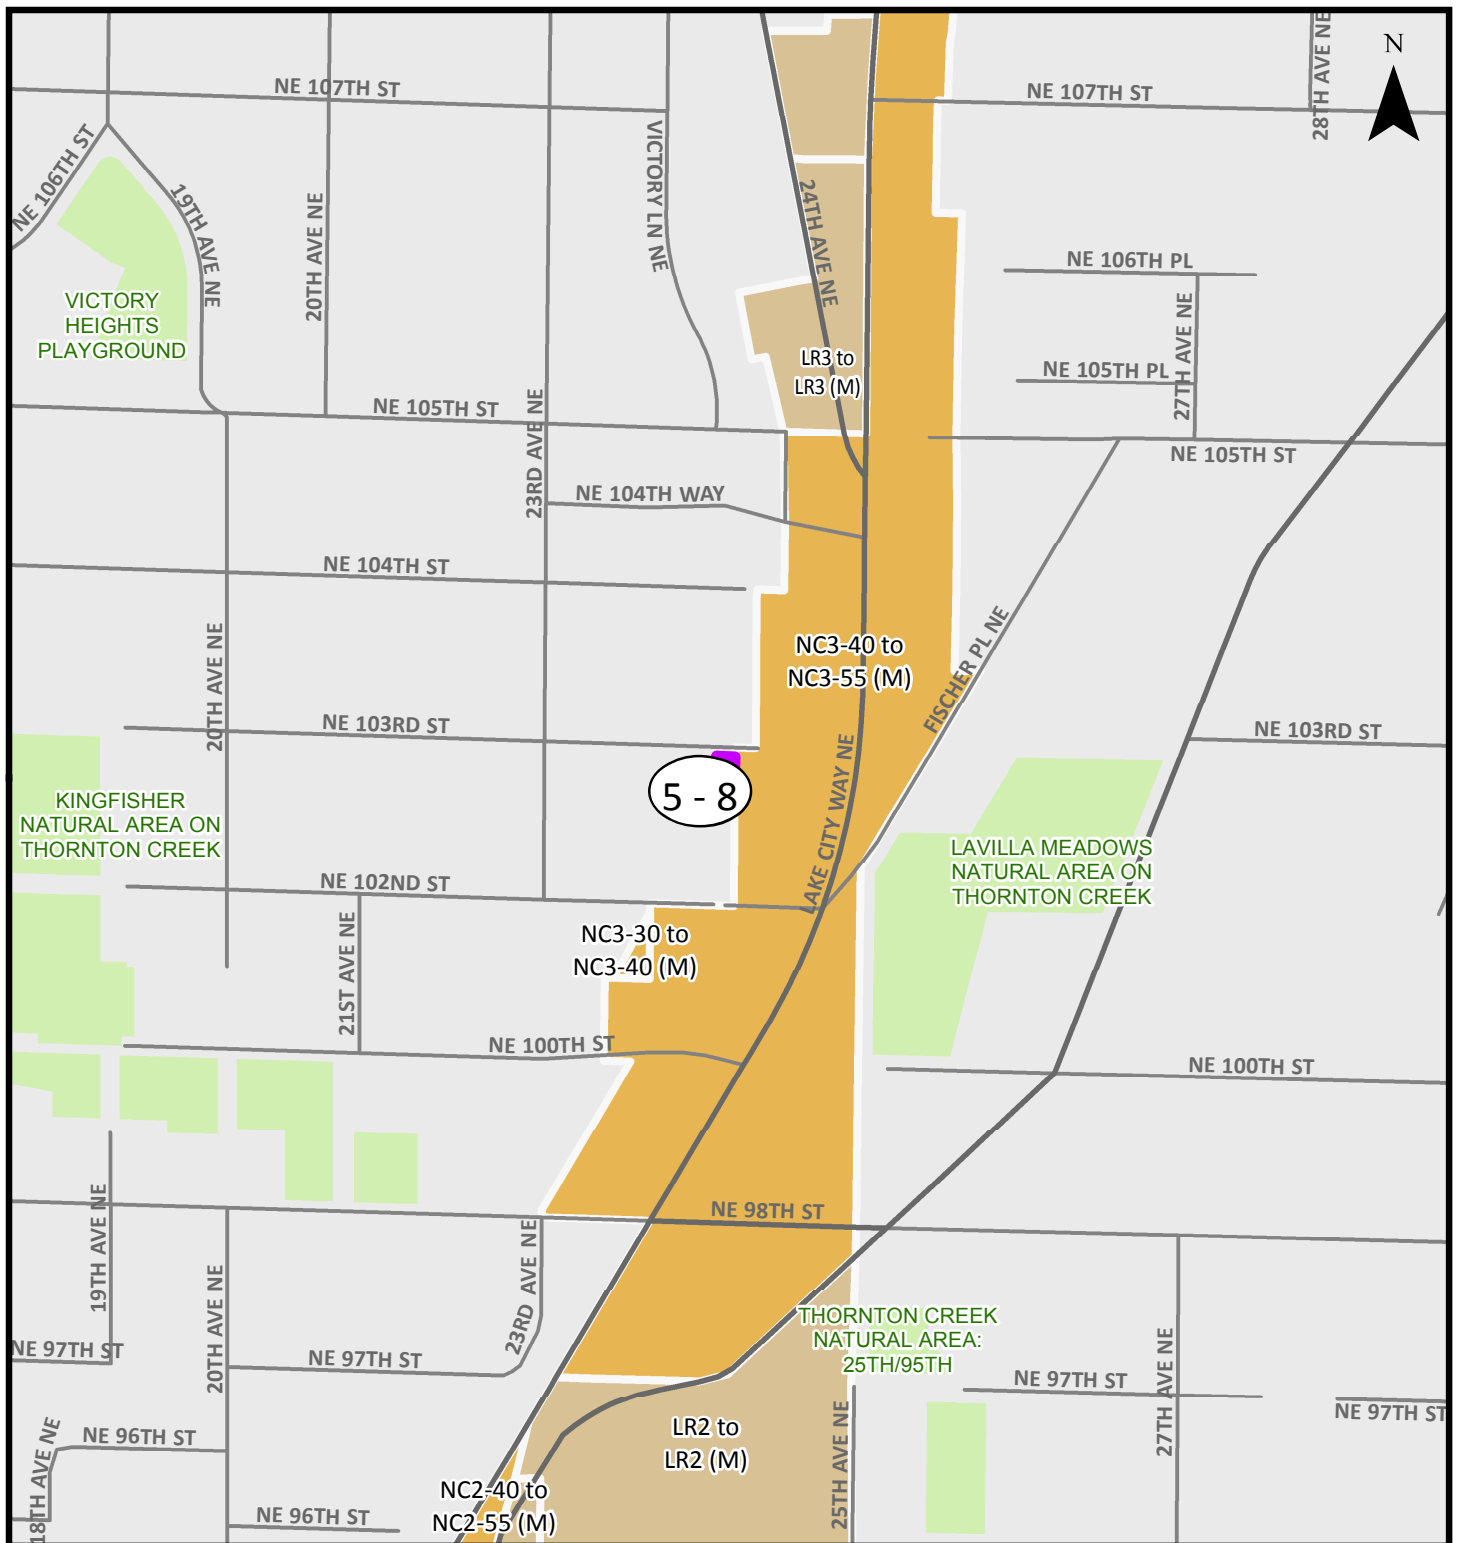 N
NE 107TH ST
NE 107TH ST
28TH AVE NE
NE 106TH ST
19TH AVE NE
20TH AVE NE
VICTORY LN NE
24TH AVE NE
NE 106TH PL
27TH AVE NE
VICTORY
HEIGHTS
PLAYGROUND
LR3 to
LR3 (M)
NE 105TH PL
NE 105TH ST
23RD AVE NE
NE 105TH ST
NE 104TH WAY
NE 104TH ST
20TH AVE NE
NC3-40 to
NC3-55 (M)
FISCHER PL NE
NE 103RD ST
NE 103RD ST
5 - 8
LAKE CITY WAY NE
KINGFISHER
NATURAL AREA ON
THORNTON CREEK
LAVILLA MEADOWS
NATURAL AREA ON
THORNTON CREEK
NE 102ND ST
NC3-30 to
NC3-40 (M)
21ST AVE NE
NE 100TH ST
NE 100TH ST
19TH AVE NE
NE 98TH ST
20TH AVE NE
23RD AVE NE
THORNTON CREEK
NATURAL AREA:
25TH/95TH
NE 97TH ST
NE 97TH ST
NE 97TH ST
27TH AVE NE
NE 97TH ST
18TH AVE NE
NE 96TH ST
LR2 to
LR2 (M)
25TH AVE NE
NC2-40 to
NC2-55 (M)
NE 96TH ST